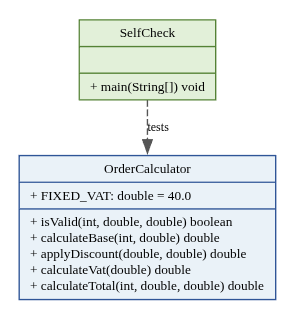 SelfCheck
+ main(String[]) void
tests
OrderCalculator
+ FIXED_VAT: double = 40.0
+ isValid(int, double, double) boolean
+ calculateBase(int, double) double
+ applyDiscount(double, double) double
+ calculateVat(double) double
+ calculateTotal(int, double, double) double